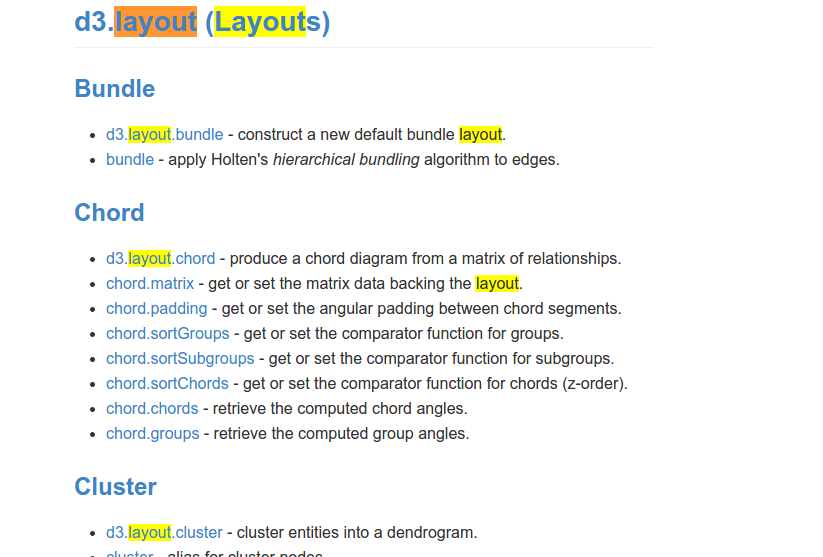 d3.layout (Layouts)
Bundle
d3.layout.bundle - construct a new default bundle layout.
bundle - apply Holten's hierarchical bundling algorithm to edges.
Chord
d3.layout.chord - produce a chord diagram from a matrix of relationships.
chord.matrix - get or set the matrix data backing the layout.
chord.padding - get or set the angular padding between chord segments.
chord.sortGroups - get or set the comparator function for groups.
chord.sortSubgroups - get or set the comparator function for subgroups.
chord.sortChords - get or set the comparator function for chords (z-order).
chord.chords - retrieve the computed chord angles.
chord.groups - retrieve the computed group angles.
Cluster
d3.layout.cluster - cluster entities into a dendrogram.
cluster - alias for cluster.nodes.